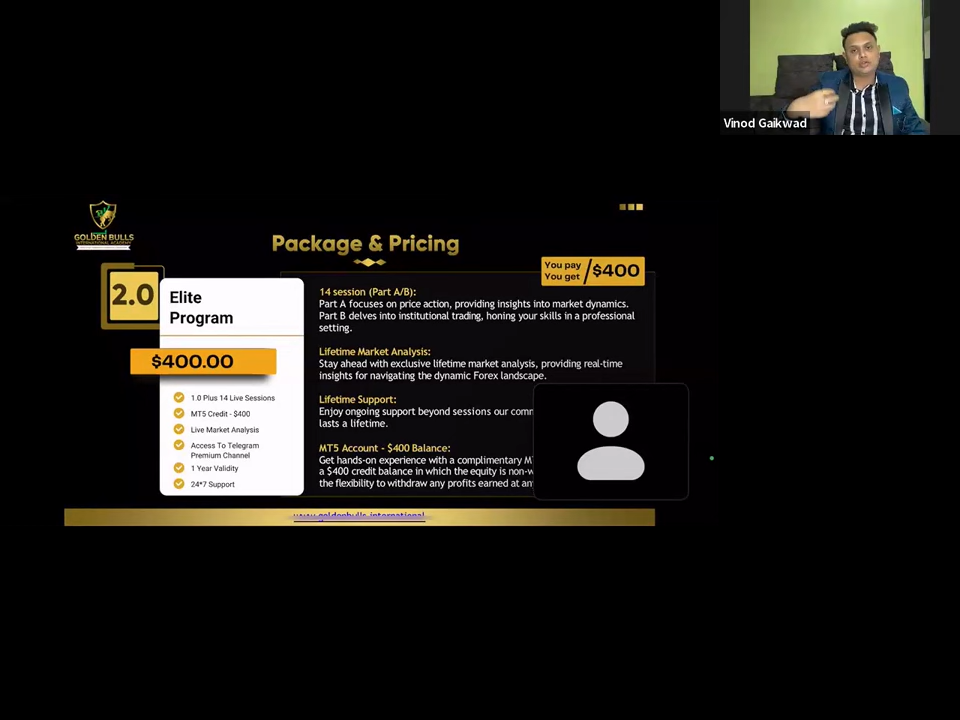 Vinod Gaikwad
GOLDEN BULLS
INTERNATIONAL ACADEMY
Package & Pricing
You pay
You get
$400
2.0
Elite
Program
$400.00
1.0 Plus 14 Live Sessions
MT5 Credit - $400
Live Market Analysis
Access To Telegram
Premium Channel
1 Year Validity
24*7 Support
14 session (Part A/B):
Part A focuses on price action, providing insights into market dynamics.
Part B delves into institutional trading, honing your skills in a professional
setting.
Lifetime Market Analysis:
Stay ahead with exclusive lifetime market analysis, providing real-time
insights for navigating the dynamic Forex landscape.
Lifetime Support:
Enjoy ongoing support beyond sessions our
lasts a lifetime.
MT5 Account - $400 Balance:
Get hands-on experience with a complimentary
a $400 credit balance in which the equity is
the flexibility to withdraw any profits earned at
www.goldenbulls.international